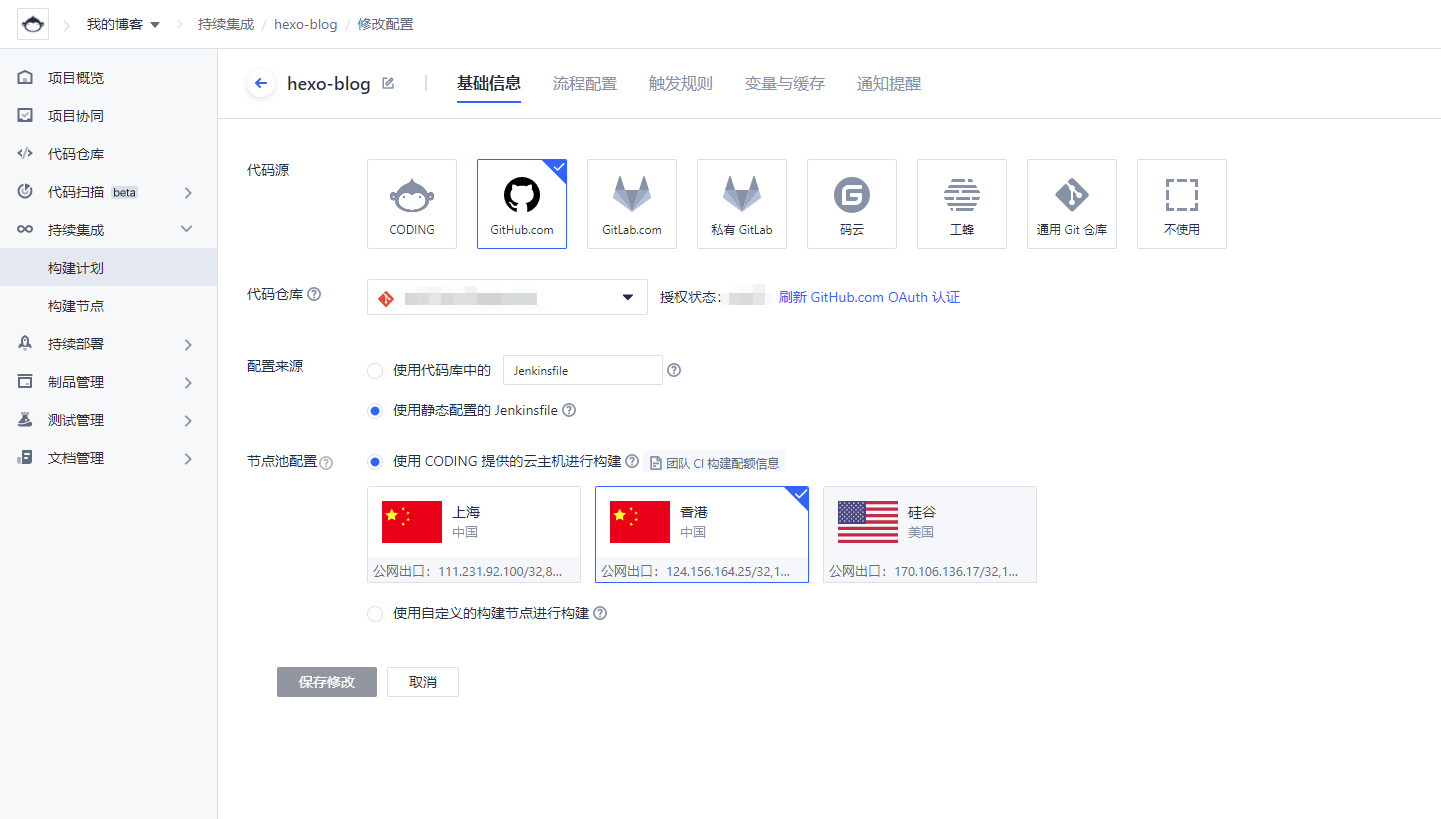 我的博客 持续集成 / hexo-blog / 修改配置
项目概览
项目协同
代码仓库
代码扫描 beta
持续集成
构建计划
构建节点
持续部署
制品管理
测试管理
文档管理
hexo-blog 基础信息 流程配置 触发规则 变量与缓存 通知提醒
代码源
CODING GitHub.com GitLab.com 私有 GitLab 码云 工蜂 通用 Git 仓库 不使用
代码仓库 授权状态： 刷新 GitHub.com OAuth 认证
配置来源 使用代码库中的 Jenkinsfile
使用静态配置的 Jenkinsfile
节点池配置 使用 CODING 提供的云主机进行构建 团队 CI 构建配额信息
上海 香港 硅谷
中国 中国 美国
公网出口：111.231.92.100/32,8... 公网出口：124.156.164.25/32,1... 公网出口：170.106.136.17/32,1...
使用自定义的构建节点进行构建
保存修改 取消